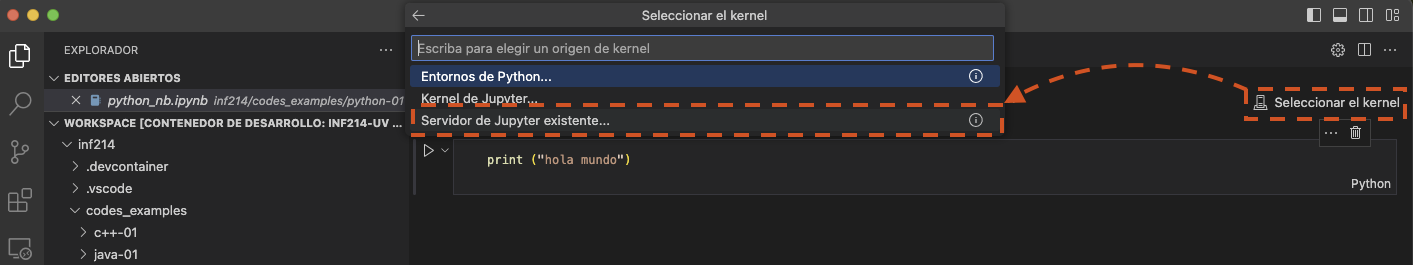 Seleccionar el kernel
Escriba para elegir un origen de kernel
Entornos de Python...
Kernel de Jupyter...
Servidor de Jupyter existente...
EXPLORADOR
EDITORES ABIERTOS
python_nb.ipynb inf214/codes_examples/python-01
WORKSPACE [CONTENEDOR DE DESARROLLO: INF214-UV ...
inf214
.devcontainer
.vscode
codes_examples
c++-01
java-01
Seleccionar el kernel
print ("hola mundo")
Python